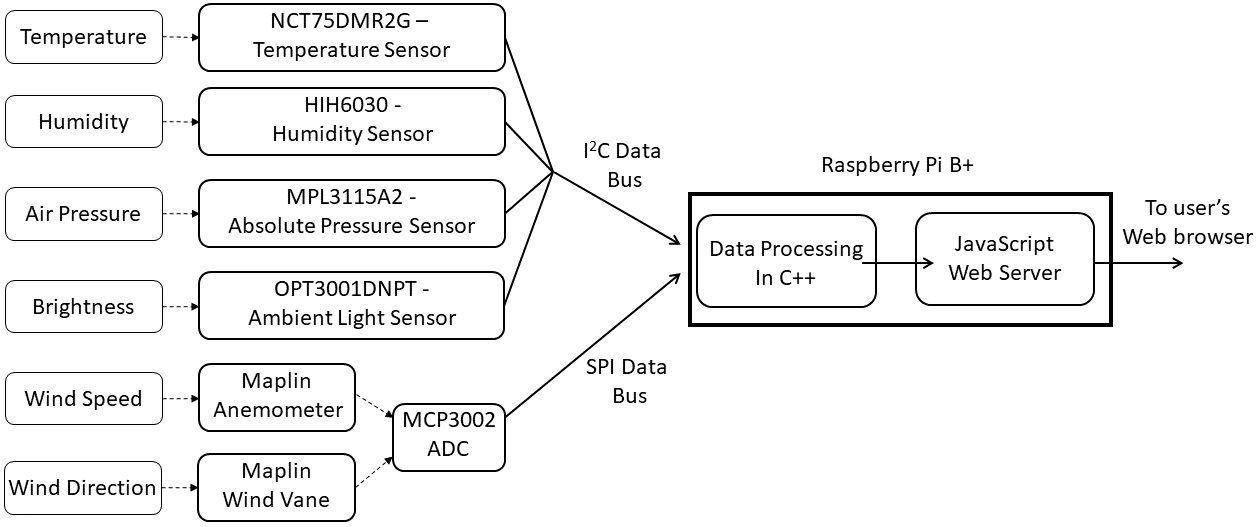 Temperature
NCT75DMR2G –
Temperature Sensor
Humidity
HIH6030 -
Humidity Sensor
Air Pressure
MPL3115A2 -
Absolute Pressure Sensor
Brightness
OPT3001DNPT -
Ambient Light Sensor
Wind Speed
Maplin
Anemometer
Wind Direction
Maplin
Wind Vane
MCP3002
ADC
I²C Data
Bus
SPI Data
Bus
Raspberry Pi B+
Data Processing
In C++
JavaScript
Web Server
To user’s
Web browser